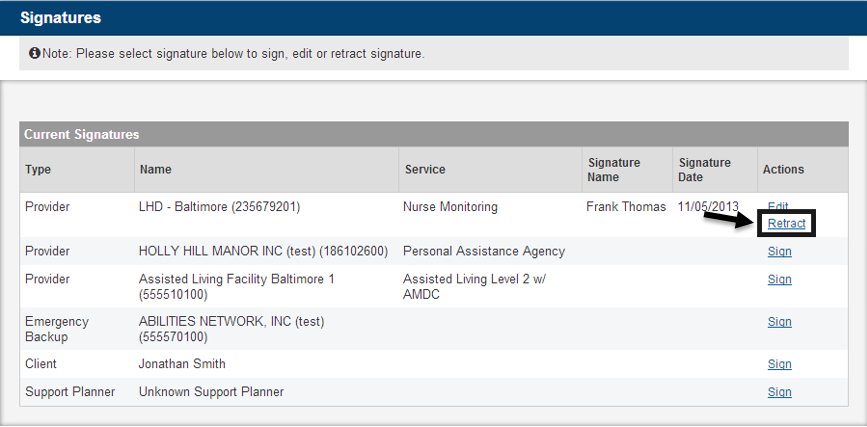 Signatures
Note: Please select signature below to sign, edit or retract signature.
Current Signatures
Type Name Service Signature Name Signature Date Actions
Provider LHD - Baltimore (235679201) Nurse Monitoring Frank Thomas 11/05/2013 Edit
Retract
Provider HOLLY HILL MANOR INC (test) (186102600) Personal Assistance Agency Sign
Provider Assisted Living Facility Baltimore 1 (555510100) Assisted Living Level 2 w/ AMDC Sign
Emergency Backup ABILITIES NETWORK, INC (test) (555570100) Sign
Client Jonathan Smith Sign
Support Planner Unknown Support Planner Sign